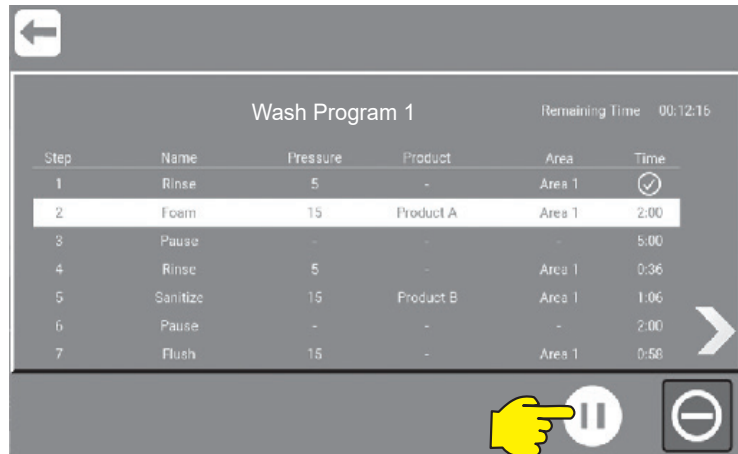 Wash Program 1 Remaining Time 00:12:16
Step Name Pressure Product Area Time
1 Rinse 5 - Area 1
2 Foam 15 Product A Area 1 2:00
3 Pause - - - 5:00
4 Rinse 5 - Area 1 0:36
5 Sanitize 15 Product B Area 1 1:06
6 Pause - - - 2:00
7 Flush 15 - Area 1 0:58